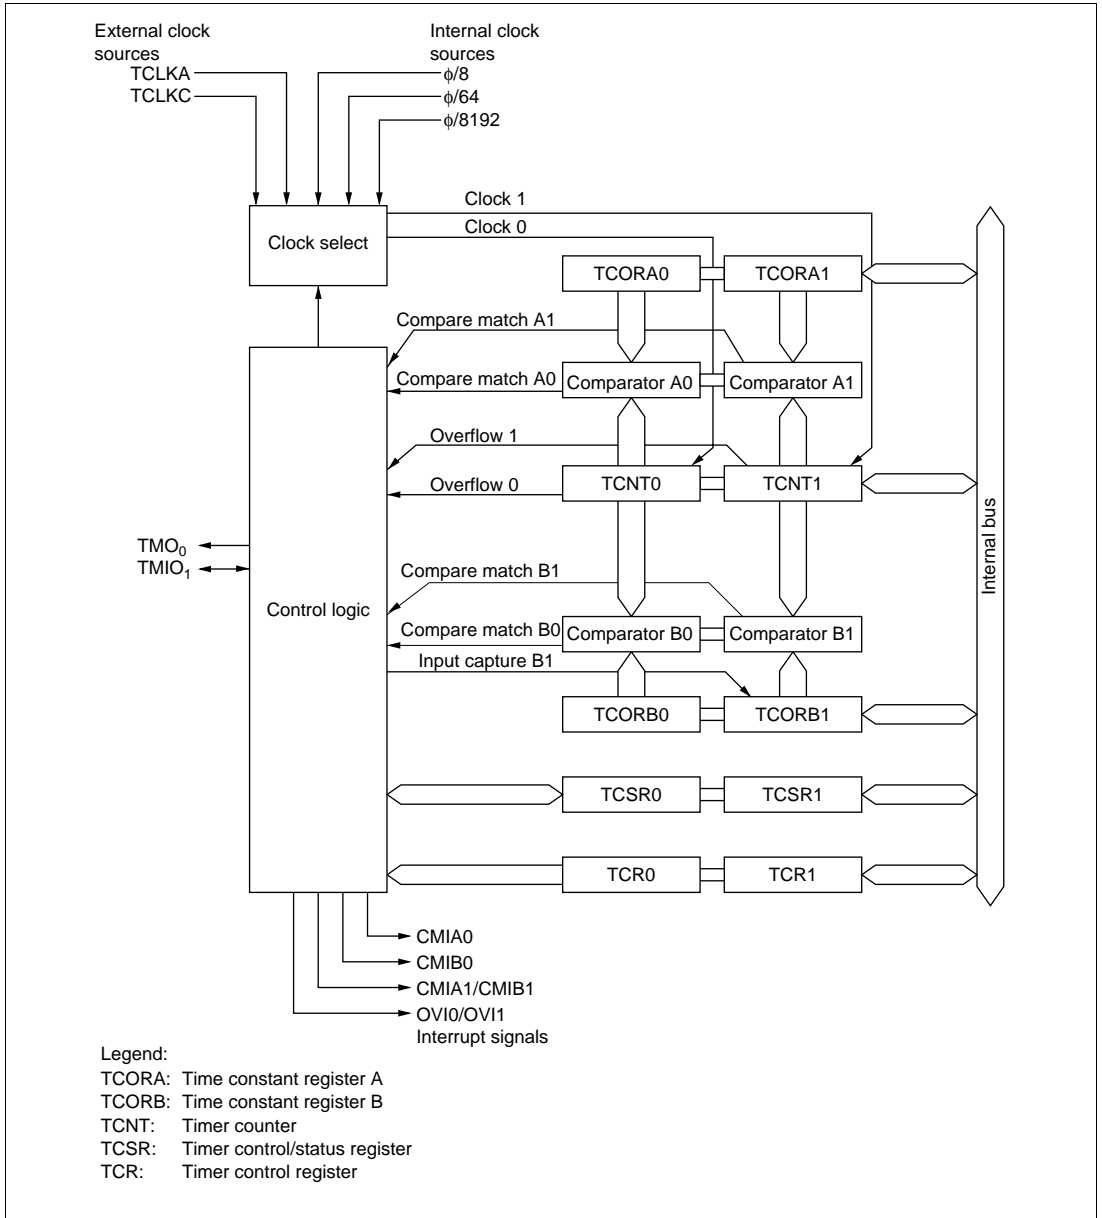 External clock
sources
TCLKA
TCLKC
Internal clock
sources
ϕ/8
ϕ/64
ϕ/8192
Clock 1
Clock 0
Clock select
TCORA0
TCORA1
Compare match A1
Compare match A0
Comparator A0
Comparator A1
Overflow 1
Overflow 0
TCNT0
TCNT1
Internal bus
TMO0
TMIO1
Control logic
Compare match B1
Compare match B0
Comparator B0
Comparator B1
Input capture B1
TCORB0
TCORB1
TCSR0
TCSR1
TCR0
TCR1
CMIA0
CMIB0
CMIA1/CMIB1
OVI0/OVI1
Interrupt signals
Legend:
TCORA: Time constant register A
TCORB: Time constant register B
TCNT: Timer counter
TCSR: Timer control/status register
TCR: Timer control register